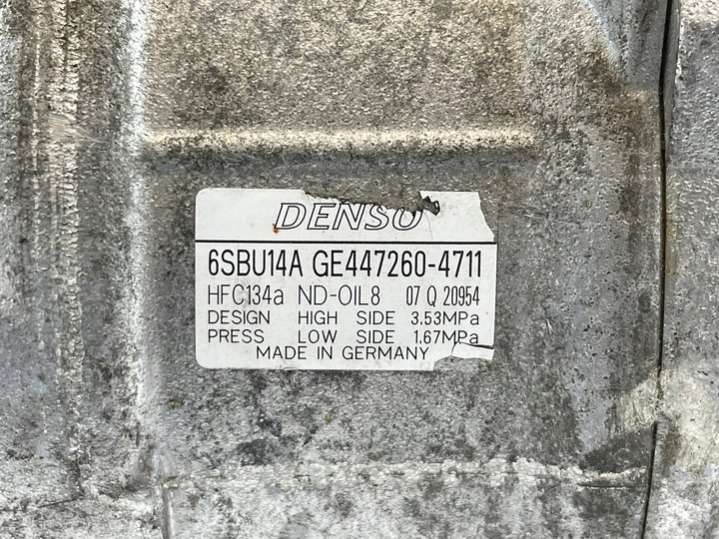 DENSO
6SBU14A GE447260-4711
HFC134a ND-OIL8 07 Q 20954
DESIGN HIGH SIDE 3.53MPa
PRESS LOW SIDE 1.67MPa
MADE IN GERMANY